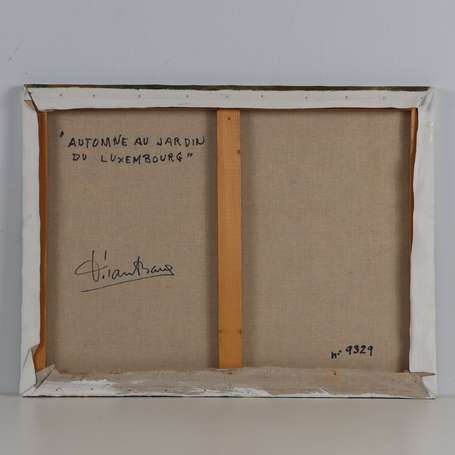 "AUTOMNE AU JARDIN
DU LUXEMBOURG"
n° 9329